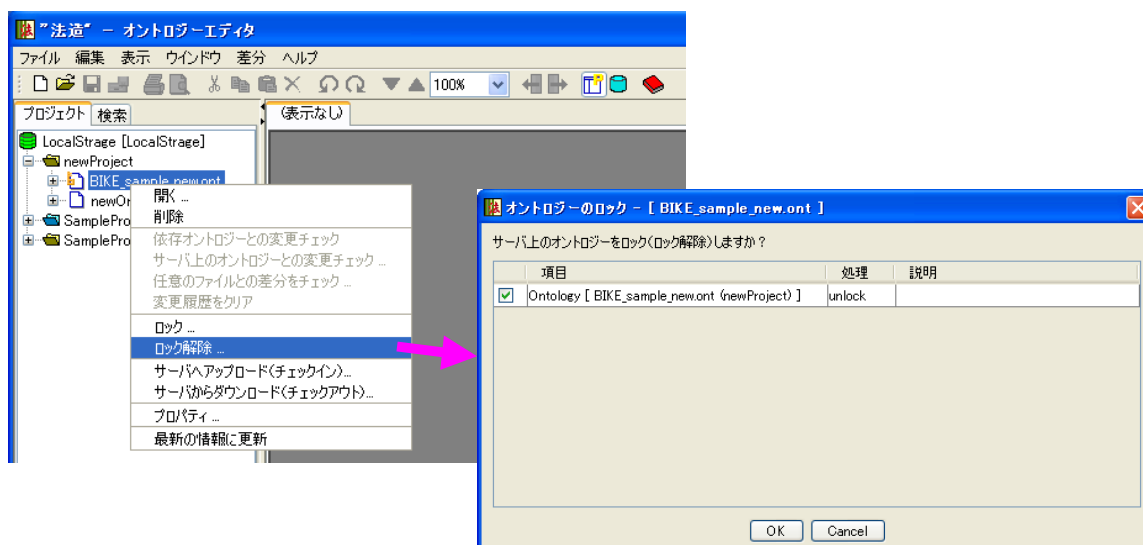 "法造" － オントロジーエディタ
ファイル 編集 表示 ウインドウ 差分 ヘルプ
100%
プロジェクト 検索
(表示なし)
LocalStrage [LocalStrage]
newProject
BIKE_sample_new.ont
newOr
SamplePro
SamplePro
開く ...
削除
依存オントロジーとの変更チェック
サーバ上のオントロジーとの変更チェック ...
任意のファイルとの差分をチェック ...
変更履歴をクリア
ロック ...
ロック解除 ...
サーバへアップロード(チェックイン)...
サーバからダウンロード(チェックアウト)...
プロパティ ...
最新の情報に更新
オントロジーのロック - [ BIKE_sample_new.ont ]
サーバ上のオントロジーをロック(ロック解除)しますか？
項目 処理 説明
Ontology [ BIKE_sample_new.ont (newProject) ] unlock
OK Cancel